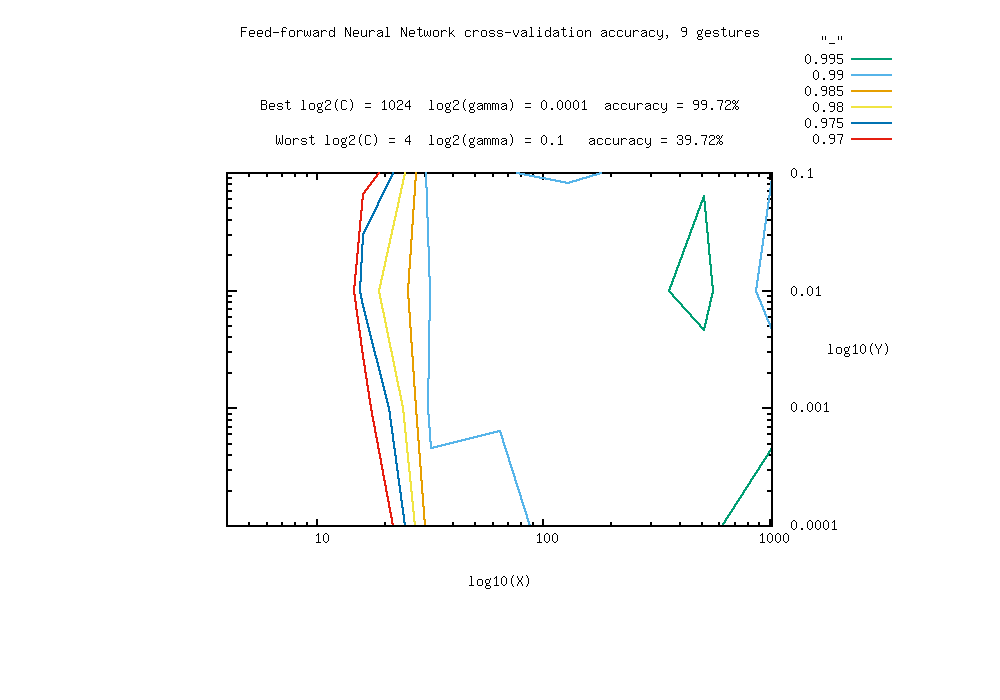 Feed-forward Neural Network cross-validation accuracy, 9 gestures
"_"
0.995
0.99
0.985
0.98
0.975
0.97
Best log2(C) = 1024  log2(gamma) = 0.0001  accuracy = 99.72%
Worst log2(C) = 4  log2(gamma) = 0.1   accuracy = 39.72%
0.1
0.01
log10(Y)
0.001
0.0001
10
100
1000
log10(X)